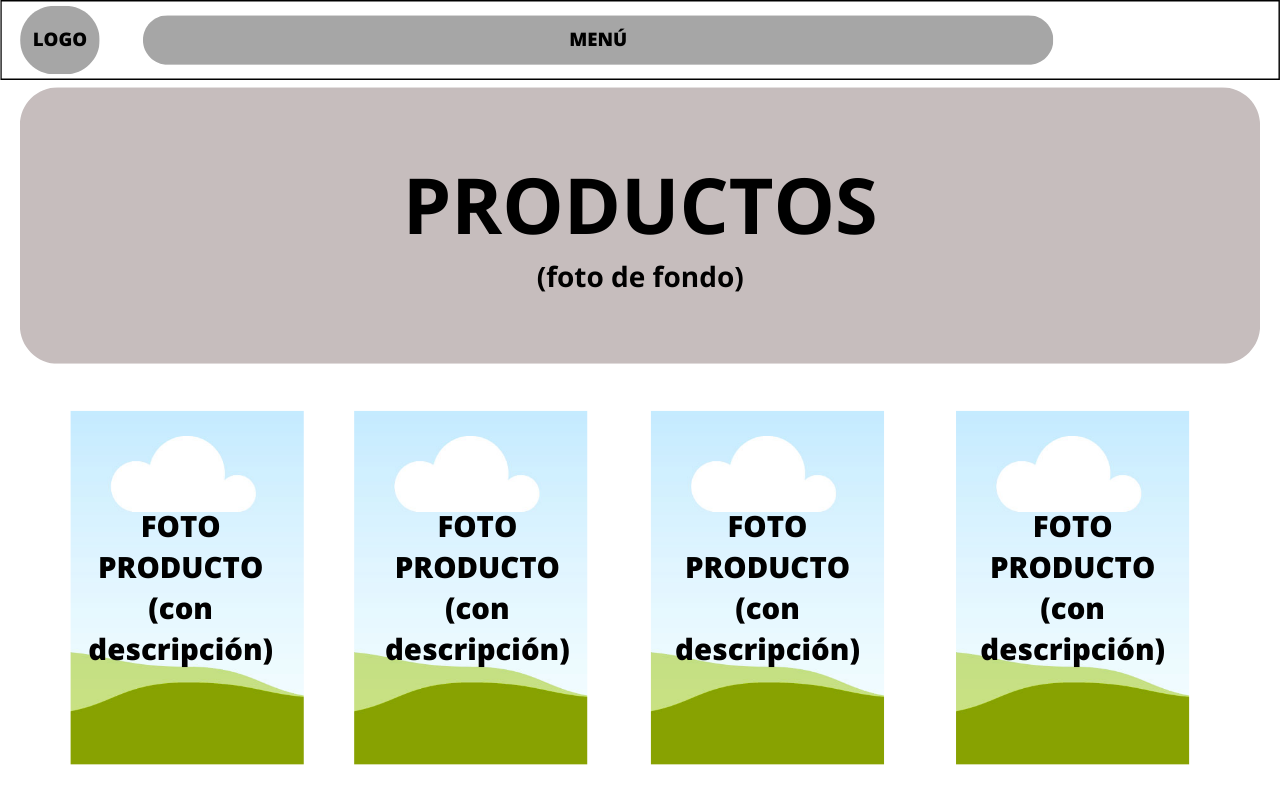 LOGO
MENÚ
PRODUCTOS
(foto de fondo)
FOTO
PRODUCTO
(con
descripción)
FOTO
PRODUCTO
(con
descripción)
FOTO
PRODUCTO
(con
descripción)
FOTO
PRODUCTO
(con
descripción)